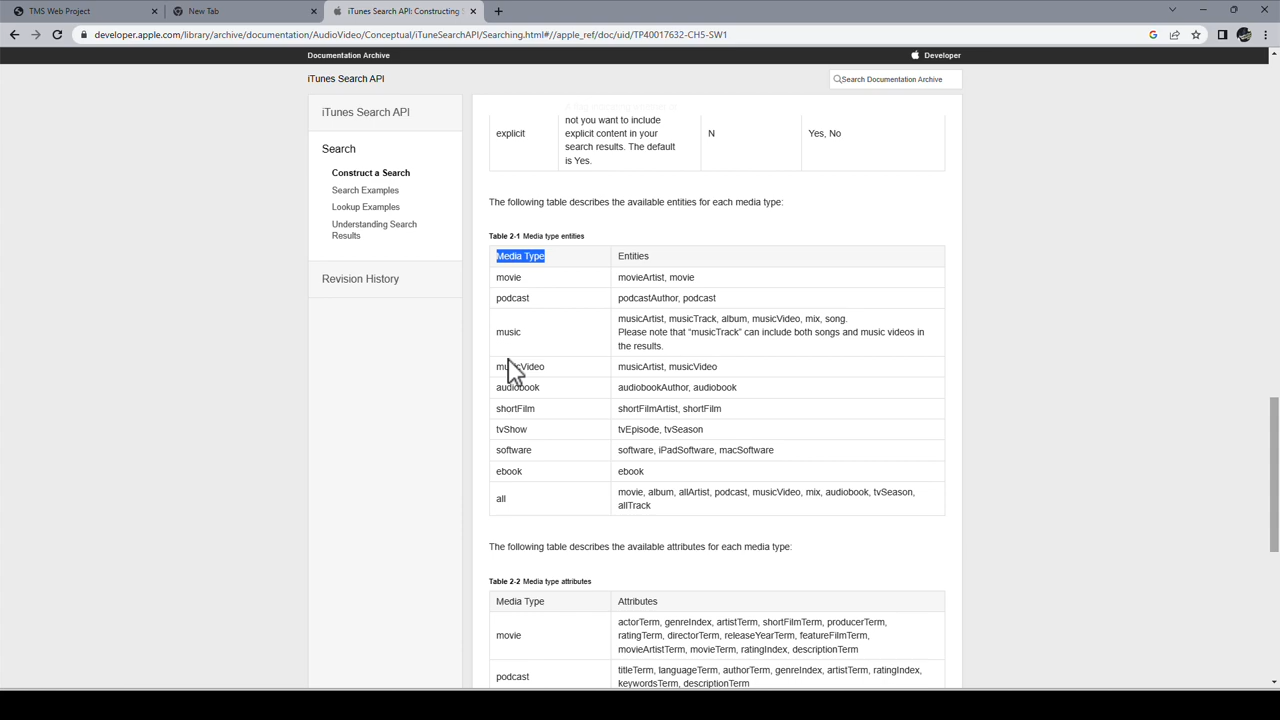 TMS Web Project
New Tab
iTunes Search API: Constructing S
developer.apple.com/library/archive/documentation/AudioVideo/Conceptual/iTuneSearchAPI/Searching.html#//apple_ref/doc/uid/TP40017632-CH5-SW1
Documentation Archive
Developer
iTunes Search API
Search Documentation Archive
iTunes Search API
Search
Construct a Search
Search Examples
Lookup Examples
Understanding Search
Results
Revision History
explicit
not you want to include
explicit content in your
search results. The default
is Yes.
N
Yes, No
The following table describes the available entities for each media type:
Table 2-1 Media type entities
Media Type
Entities
movie
movieArtist, movie
podcast
podcastAuthor, podcast
music
musicArtist, musicTrack, album, musicVideo, mix, song.
Please note that “musicTrack” can include both songs and music videos in
the results.
musicVideo
musicArtist, musicVideo
audiobook
audiobookAuthor, audiobook
shortFilm
shortFilmArtist, shortFilm
tvShow
tvEpisode, tvSeason
software
software, iPadSoftware, macSoftware
ebook
ebook
all
movie, album, allArtist, podcast, musicVideo, mix, audiobook, tvSeason,
allTrack
The following table describes the available attributes for each media type:
Table 2-2 Media type attributes
Media Type
Attributes
movie
actorTerm, genreIndex, artistTerm, shortFilmTerm, producerTerm,
ratingTerm, directorTerm, releaseYearTerm, featureFilmTerm,
movieArtistTerm, movieTerm, ratingIndex, descriptionTerm
podcast
titleTerm, languageTerm, authorTerm, genreIndex, artistTerm, ratingIndex,
keywordsTerm, descriptionTerm